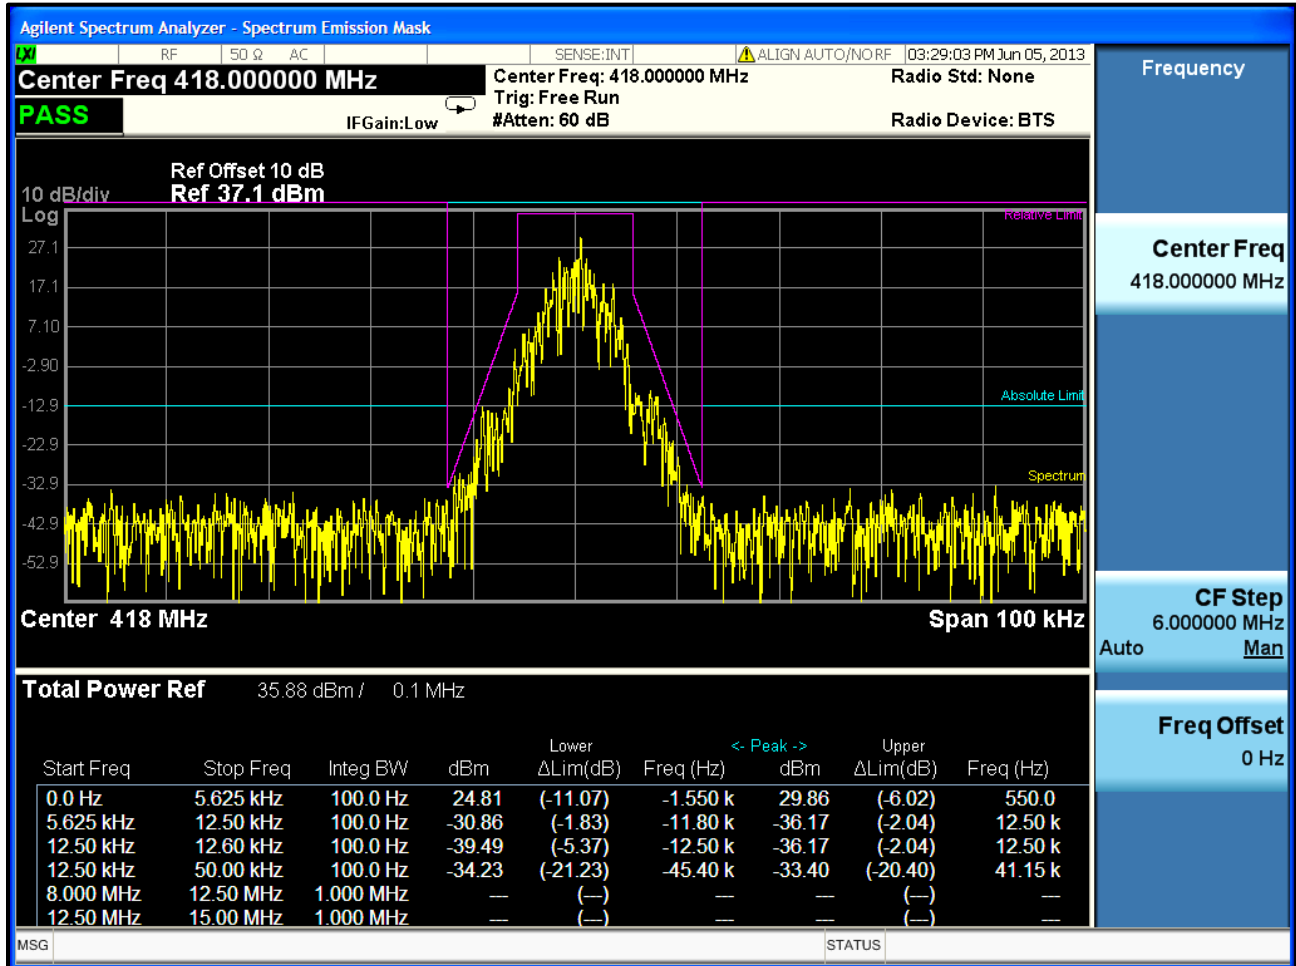 Agilent Spectrum Analyzer - Spectrum Emission Mask
LXI RF 50 Ω AC SENSE:INT ALIGN AUTO/NO RF 03:29:03 PM Jun 05, 2013
Center Freq 418.000000 MHz
Center Freq: 418.000000 MHz
Radio Std: None
Trig: Free Run
PASS
IFGain:Low
#Atten: 60 dB
Radio Device: BTS
Ref Offset 10 dB
10 dB/div Ref 37.1 dBm
Log
Relative Limit
27.1
17.1
7.10
-2.90
Absolute Limit
-12.9
-22.9
Spectrum
-32.9
-42.9
-52.9
Center 418 MHz Span 100 kHz
Total Power Ref 35.88 dBm / 0.1 MHz
Lower <- Peak -> Upper
Start Freq Stop Freq Integ BW dBm ΔLim(dB) Freq (Hz) dBm ΔLim(dB) Freq (Hz)
0.0 Hz 5.625 kHz 100.0 Hz 24.81 (-11.07) -1.550 k 29.86 (-6.02) 550.0
5.625 kHz 12.50 kHz 100.0 Hz -30.86 (-1.83) -11.80 k -36.17 (-2.04) 12.50 k
12.50 kHz 12.60 kHz 100.0 Hz -39.49 (-5.37) -12.50 k -36.17 (-2.04) 12.50 k
12.50 kHz 50.00 kHz 100.0 Hz -34.23 (-21.23) -45.40 k -33.40 (-20.40) 41.15 k
8.000 MHz 12.50 MHz 1.000 MHz --- (---) --- --- (---) ---
12.50 MHz 15.00 MHz 1.000 MHz --- (---) --- --- (---) ---
MSG STATUS
Frequency
Center Freq
418.000000 MHz
CF Step
6.000000 MHz
Auto Man
Freq Offset
0 Hz